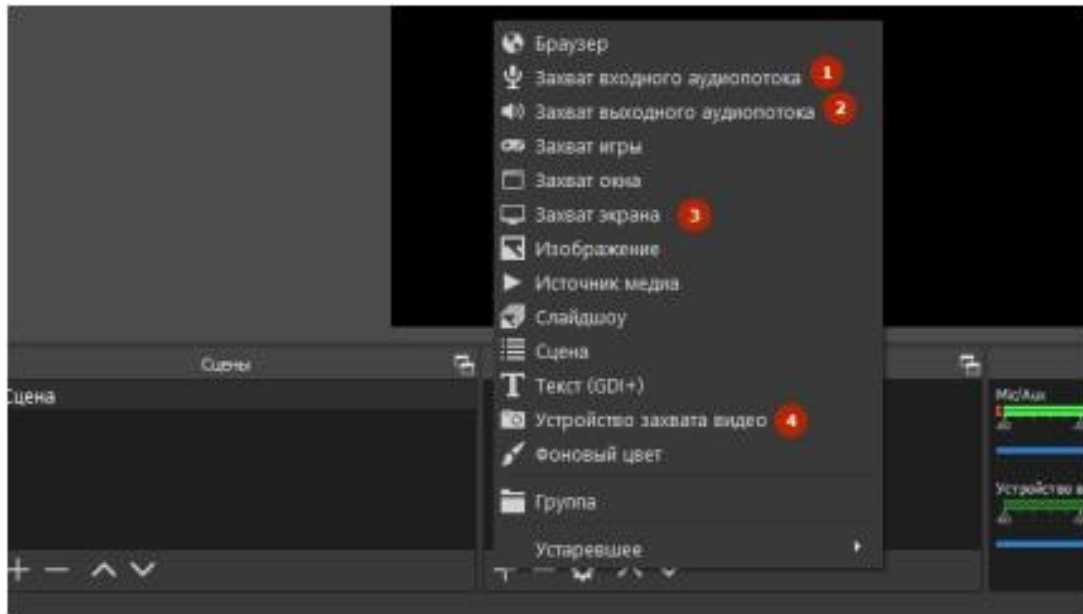 Браузер
Захват входного аудиопотока 1
Захват выходного аудиопотока 2
Захват игры
Захват окна
Захват экрана 3
Изображение
Источник медиа
Слайдшоу
Сцена
Текст (GDI+)
Устройство захвата видео 4
Фоновый цвет
Группа
Устаревшее
Сцены
Сцена
Mic/Aux
Устройство в